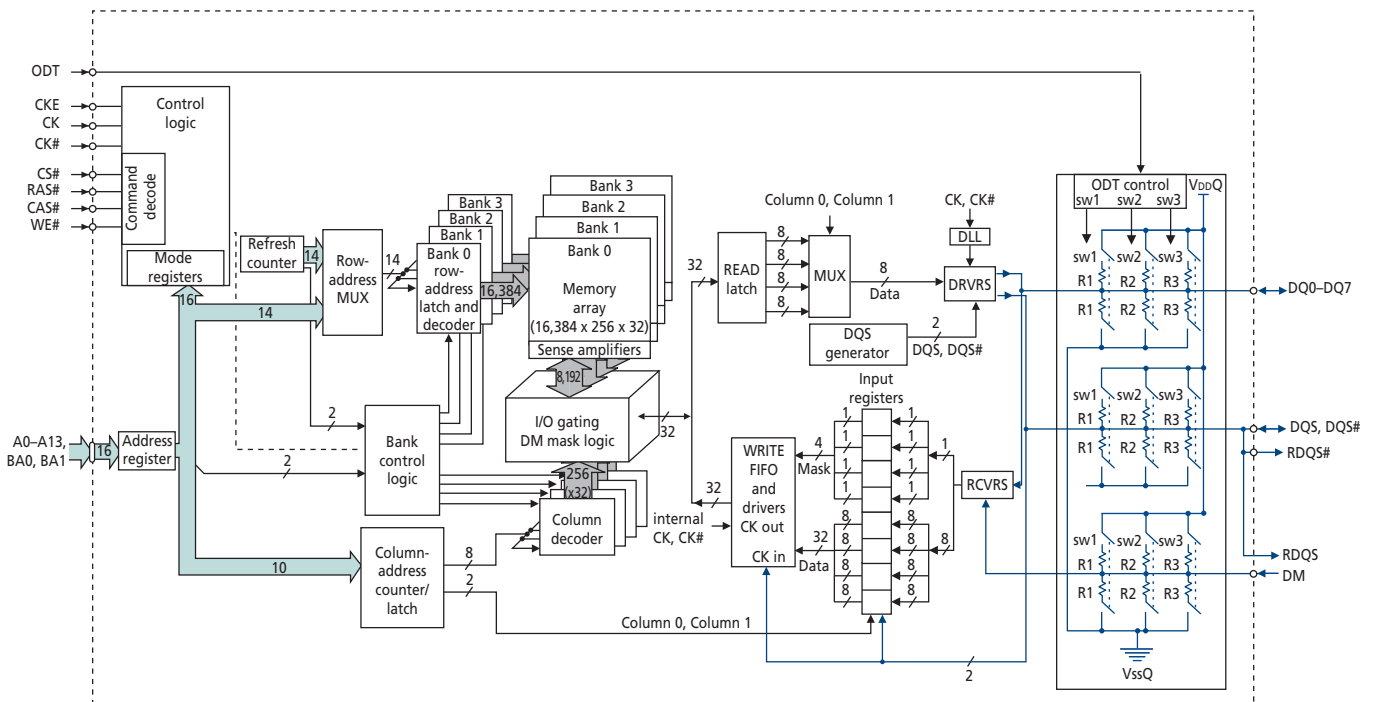 ODT
CKE
CK
CK#
CS#
RAS#
CAS#
WE#
Control
logic
Command
decode
Mode
registers
16
14
Refresh
counter
14
Row-
address
MUX
14
Bank 3
Bank 2
Bank 1
Bank 0
row-
address
latch and
decoder
16,384
Bank 3
Bank 2
Bank 1
Bank 0
Memory
array
(16,384 x 256 x 32)
Sense amplifiers
8,192
I/O gating
DM mask logic
32
256
(x32)
Column
decoder
2
2
Bank
control
logic
A0–A13,
BA0, BA1
16
Address
register
10
Column-
address
counter/
latch
8
2
Column 0, Column 1
32
READ
latch
8
8
8
8
Column 0, Column 1
MUX
8
Data
CK, CK#
DLL
DRVRS
DQS
generator
2
DQS, DQS#
Input
registers
32
internal
CK, CK#
WRITE
FIFO
and
drivers
CK out
CK in
4
Mask
32
Data
1
1
1
1
8
8
8
8
1
1
1
1
8
8
8
8
1
8
RCVRS
2
ODT control
sw1 sw2 sw3
VDDQ
sw1 sw2 sw3
R1 R2 R3
R1 R2 R3
sw1 sw2 sw3
R1 R2 R3
R1 R2 R3
sw1 sw2 sw3
R1 R2 R3
R1 R2 R3
VssQ
DQ0–DQ7
DQS, DQS#
RDQS#
RDQS
DM